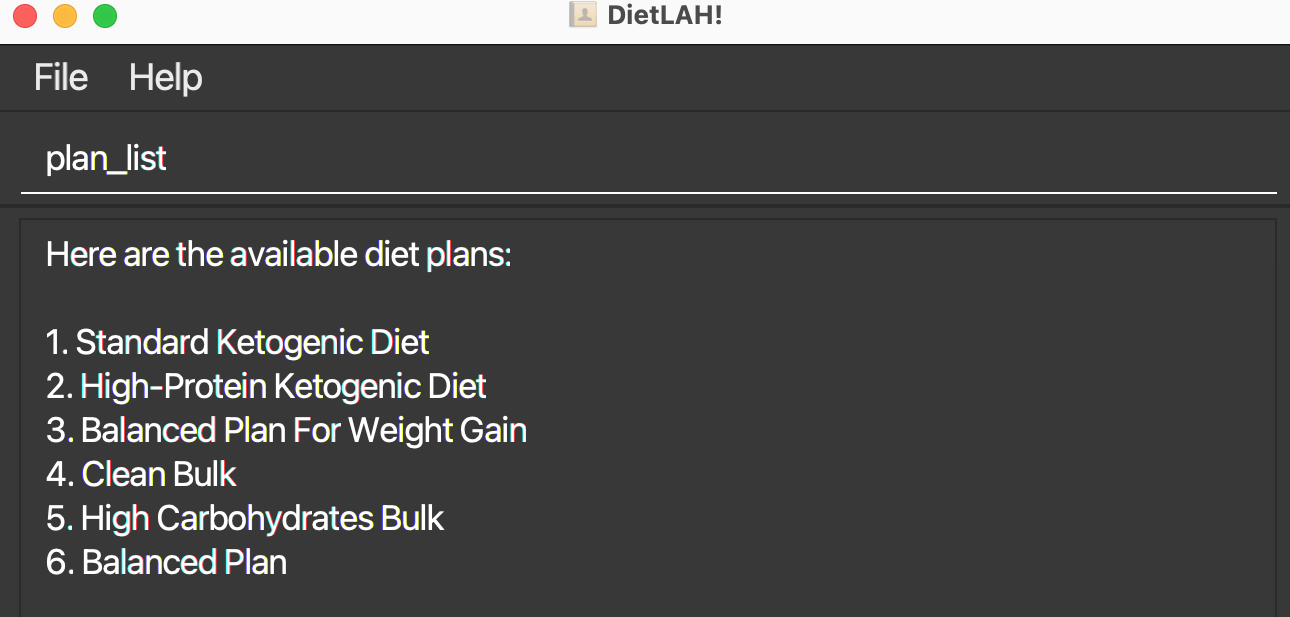 DietLAH!
File Help
plan_list
Here are the available diet plans:
1. Standard Ketogenic Diet
2. High-Protein Ketogenic Diet
3. Balanced Plan For Weight Gain
4. Clean Bulk
5. High Carbohydrates Bulk
6. Balanced Plan